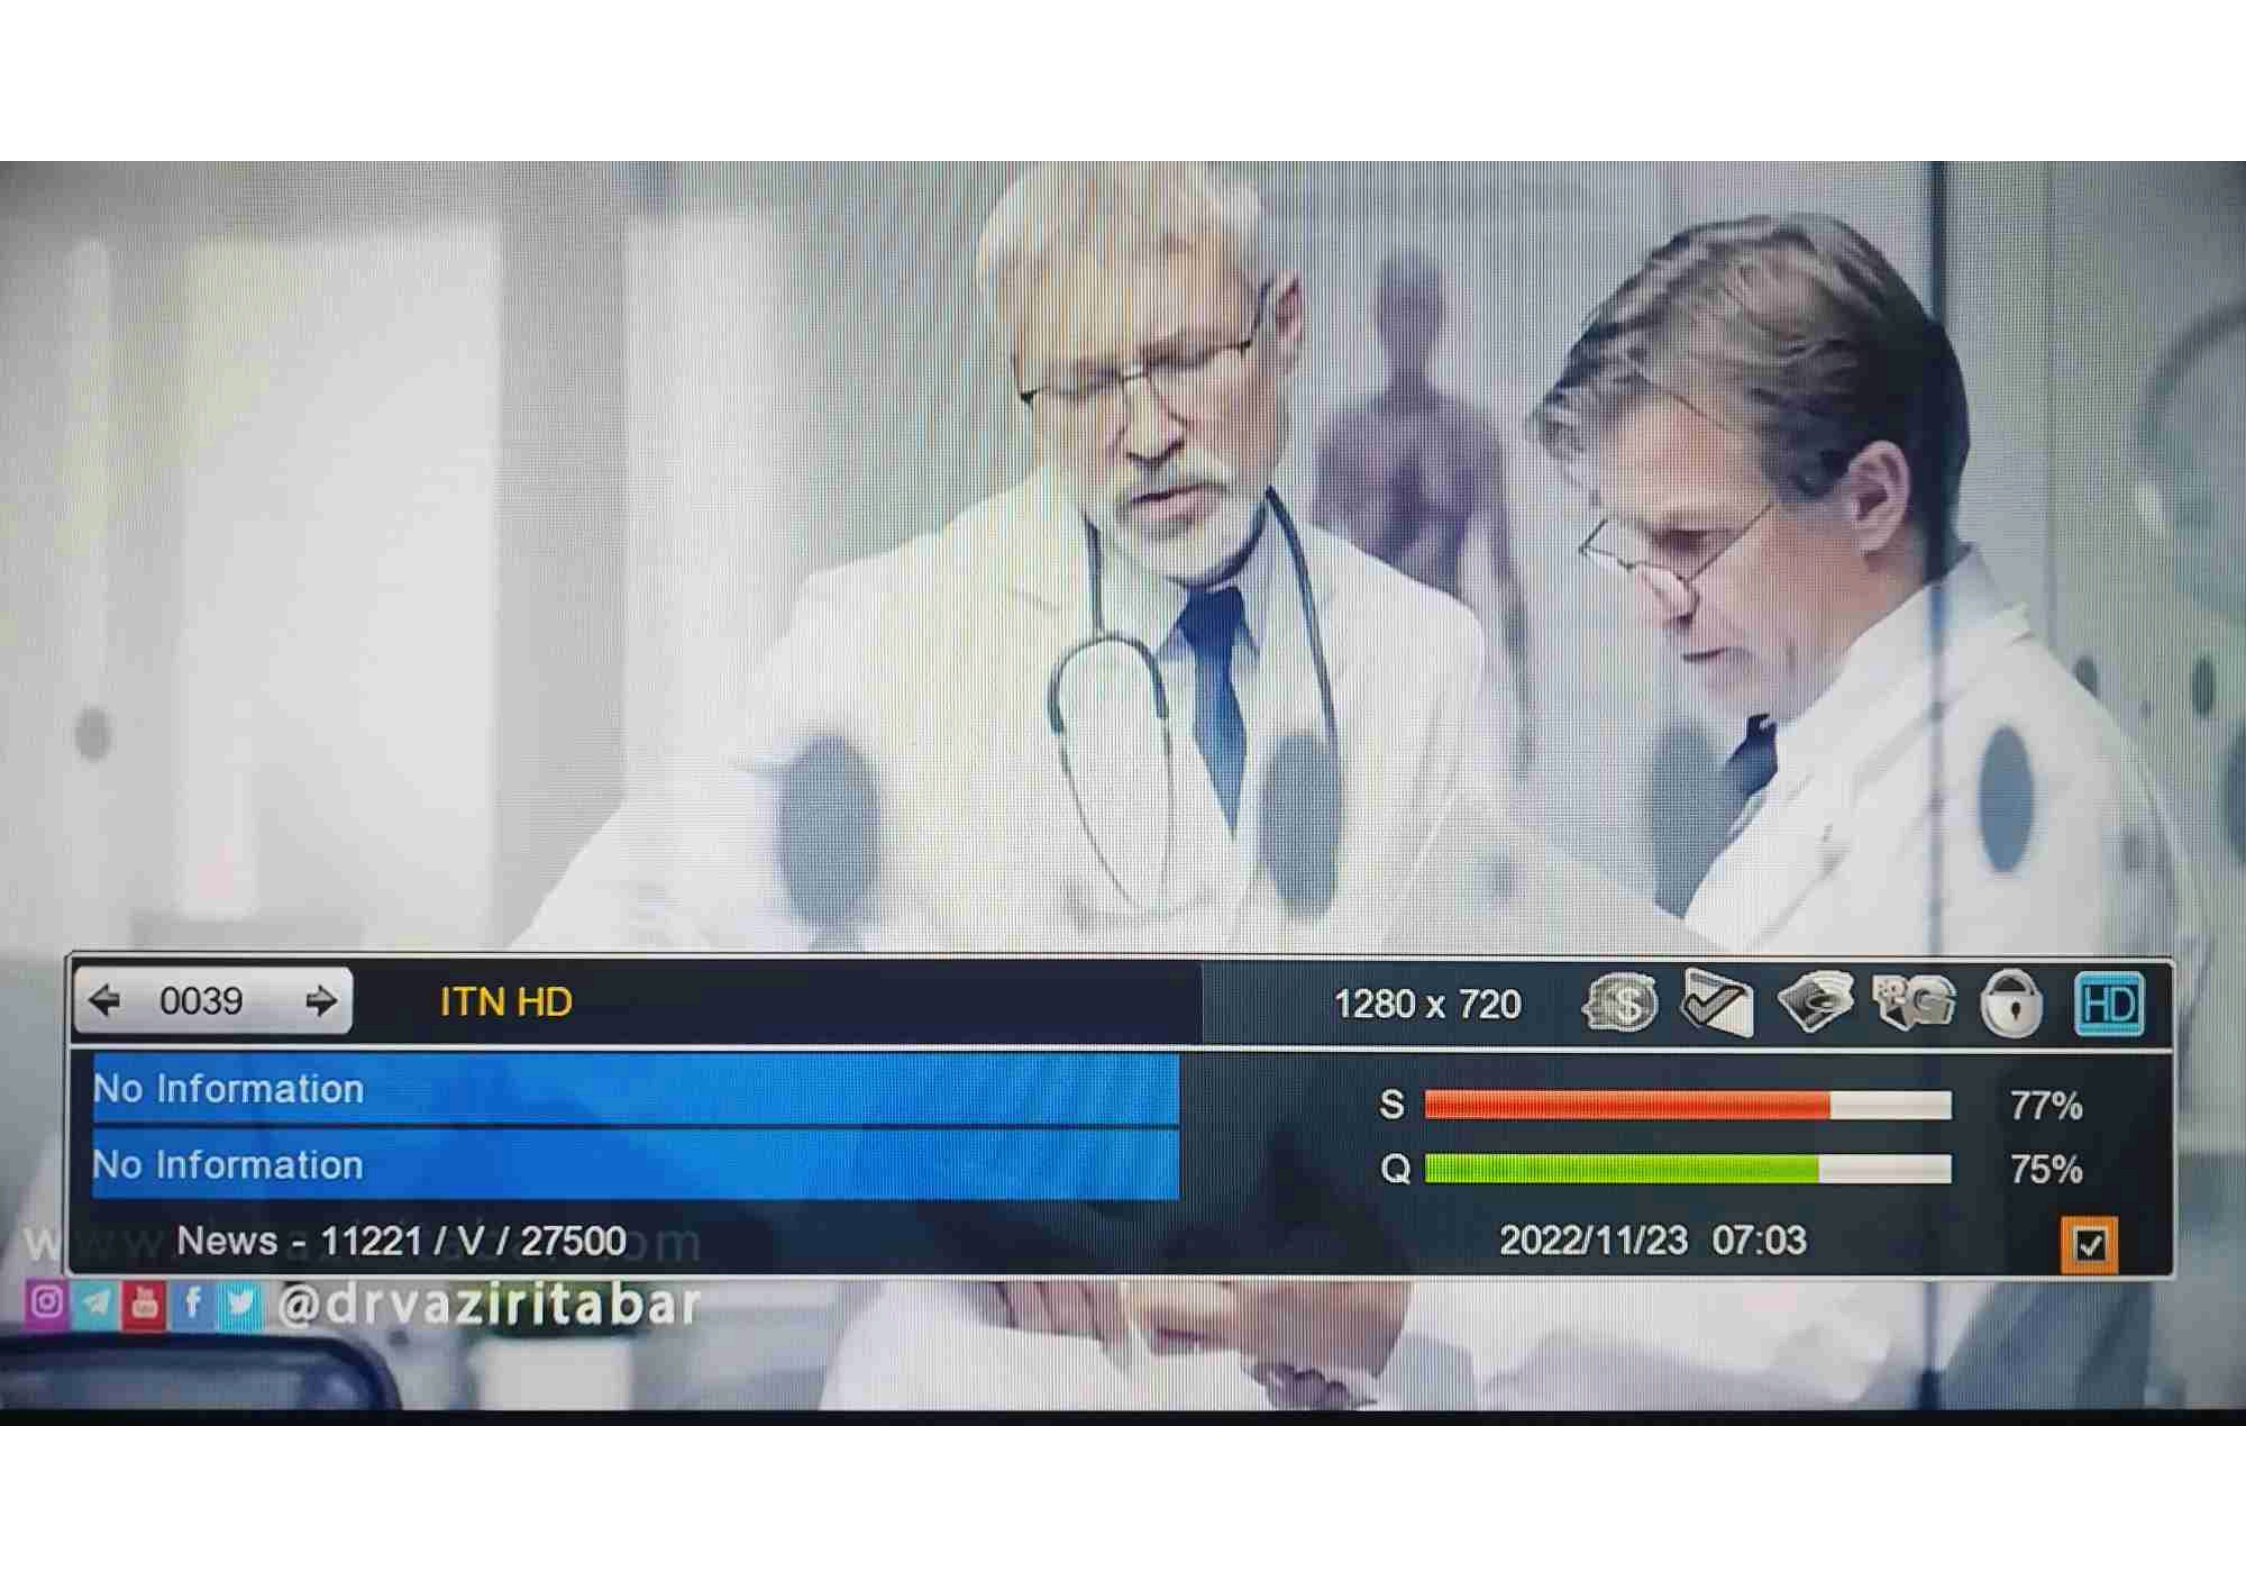 0039 ITN HD 1280 x 720 HD
No Information
S 77%
No Information
Q 75%
News - 11221 / V / 27500 2022/11/23 07:03
@drvaziritabar